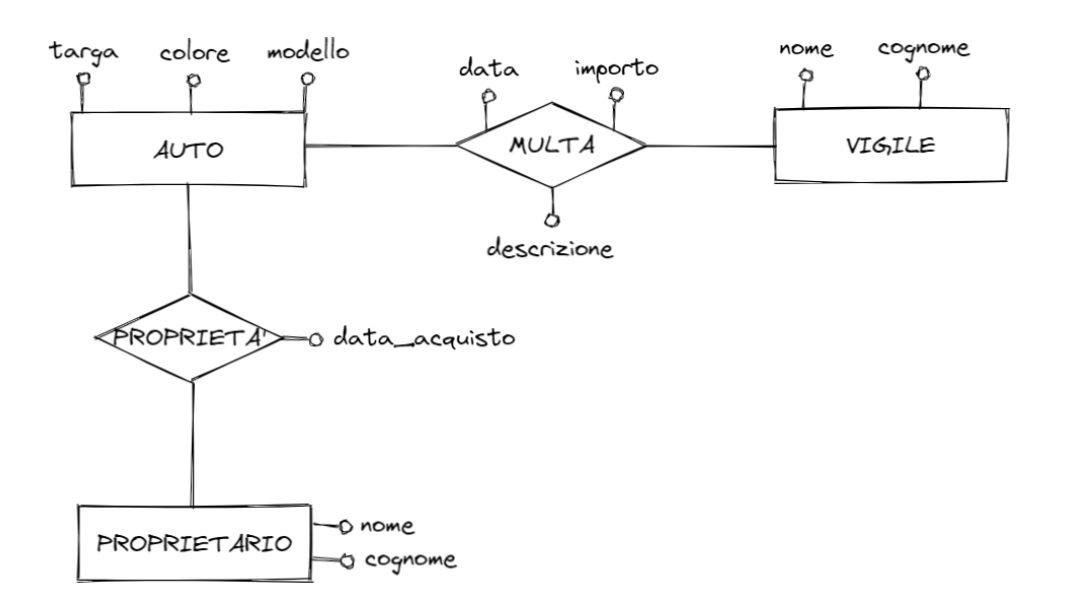 targa
colore
modello
AUTO
data
importo
MULTA
descrizione
nome
cognome
VIGILE
PROPRIETA'
data_acquisto
PROPRIETARIO
nome
cognome